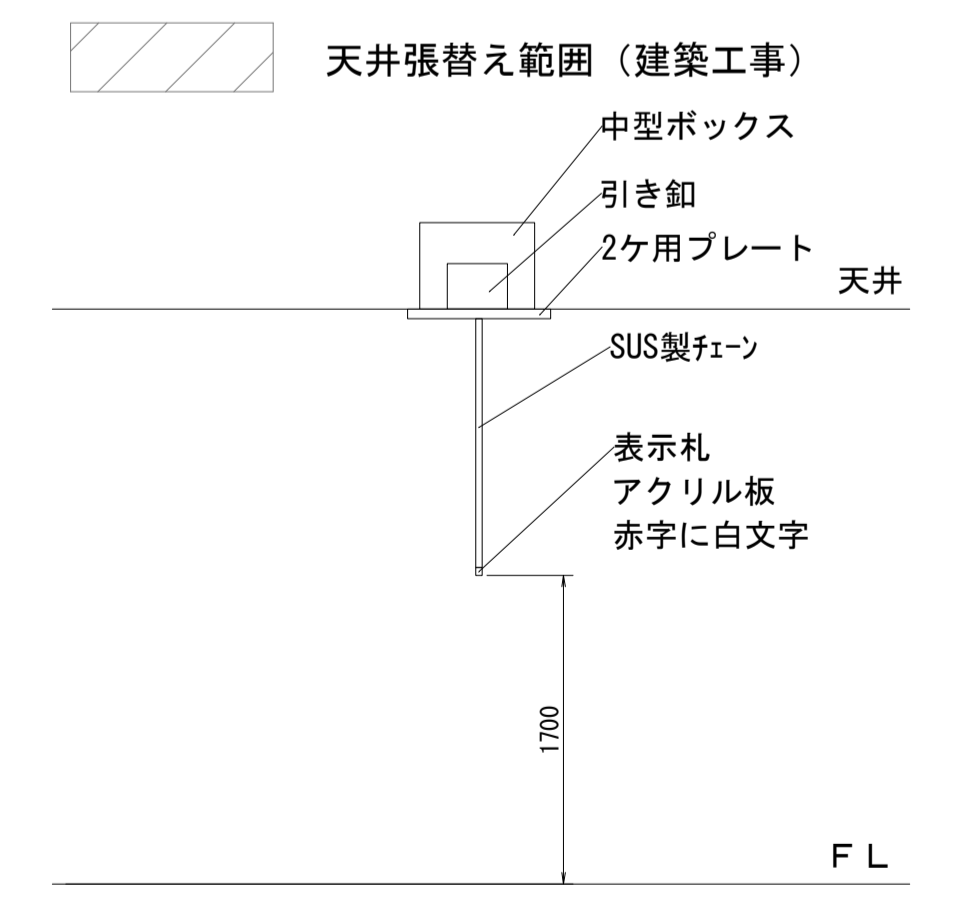 天井張替え範囲（建築工事）
中型ボックス
引き釦
2ケ用プレート
天井
SUS製ﾁｪｰﾝ
表示札
アクリル板
赤字に白文字
1700
ＦＬ